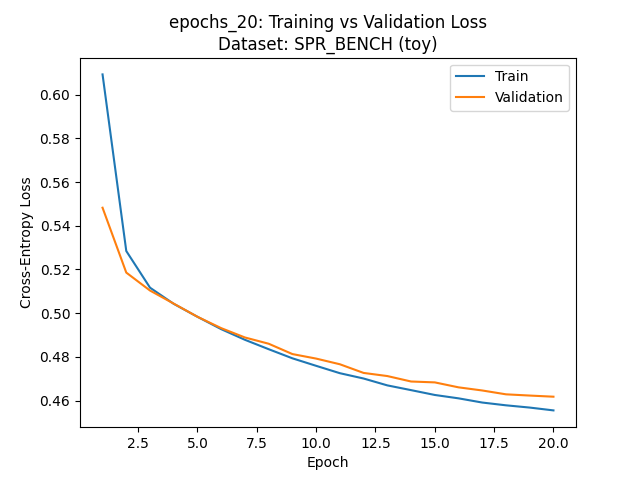 epochs_20: Training vs Validation Loss
Dataset: SPR_BENCH (toy)
Train
Validation
Cross-Entropy Loss
0.60
0.58
0.56
0.54
0.52
0.50
0.48
0.46
2.5 5.0 7.5 10.0 12.5 15.0 17.5 20.0
Epoch